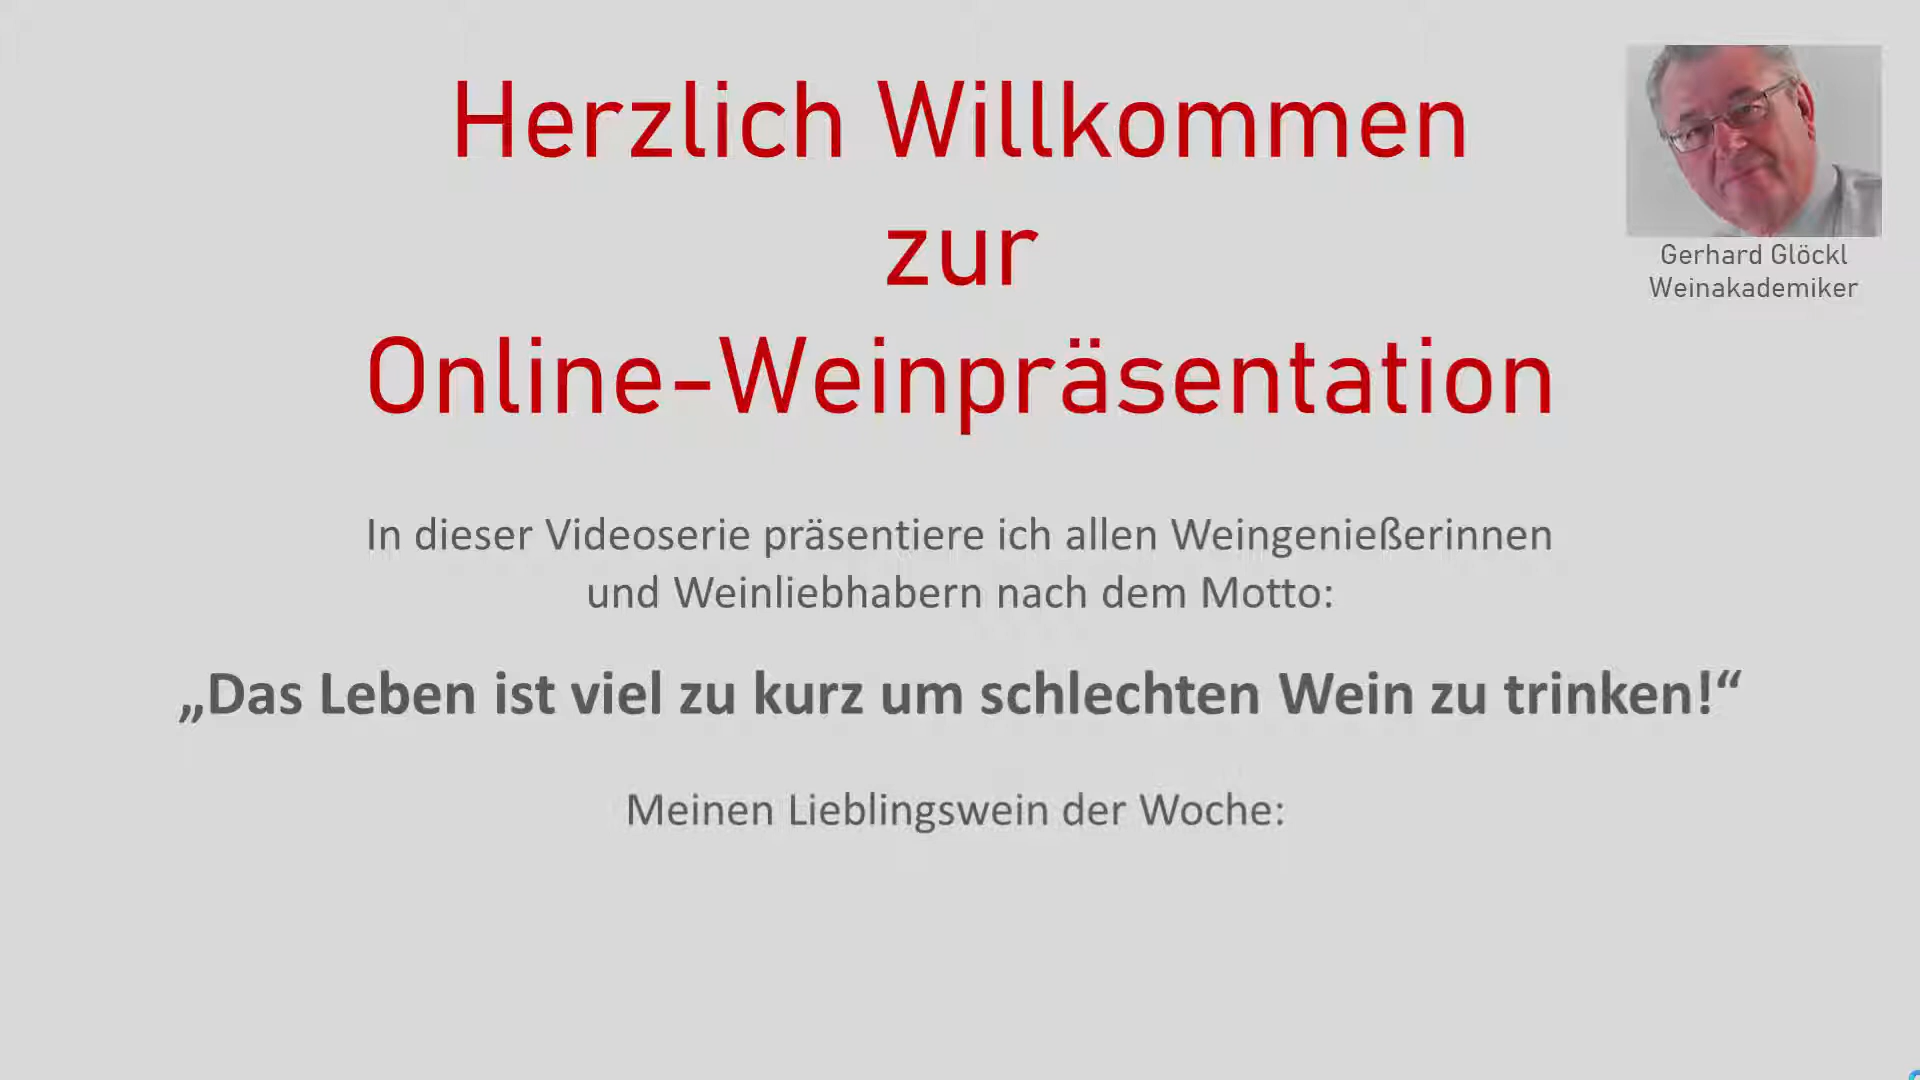 Herzlich Willkommen
zur
Online-Weinpräsentation
Gerhard Glöckl
Weinakademiker
In dieser Videoserie präsentiere ich allen Weingenießerinnen
und Weinliebhabern nach dem Motto:
„Das Leben ist viel zu kurz um schlechten Wein zu trinken!“
Meinen Lieblingswein der Woche: